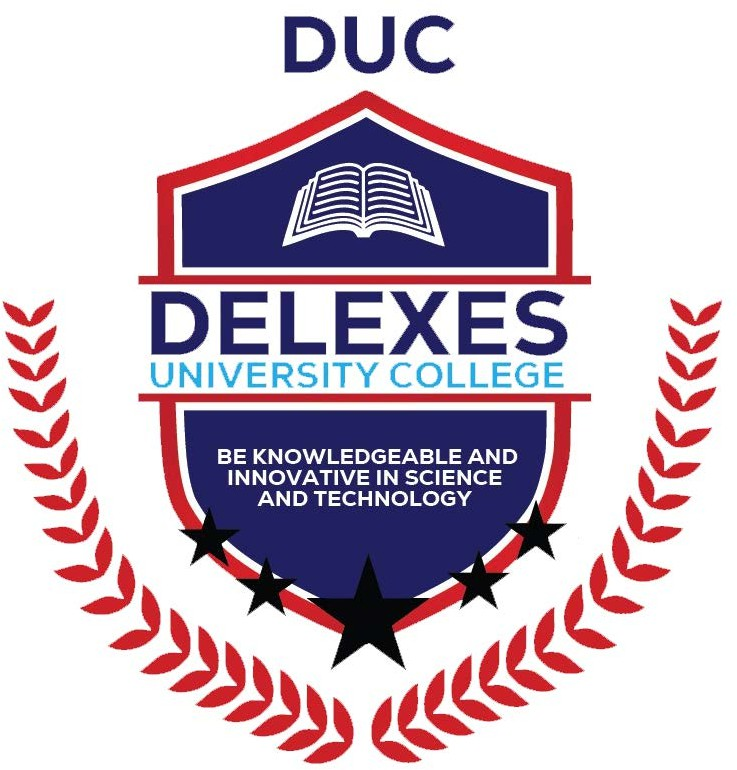 DUC
DELEXES
UNIVERSITY COLLEGE
BE KNOWLEDGEABLE AND
INNOVATIVE IN SCIENCE
AND TECHNOLOGY